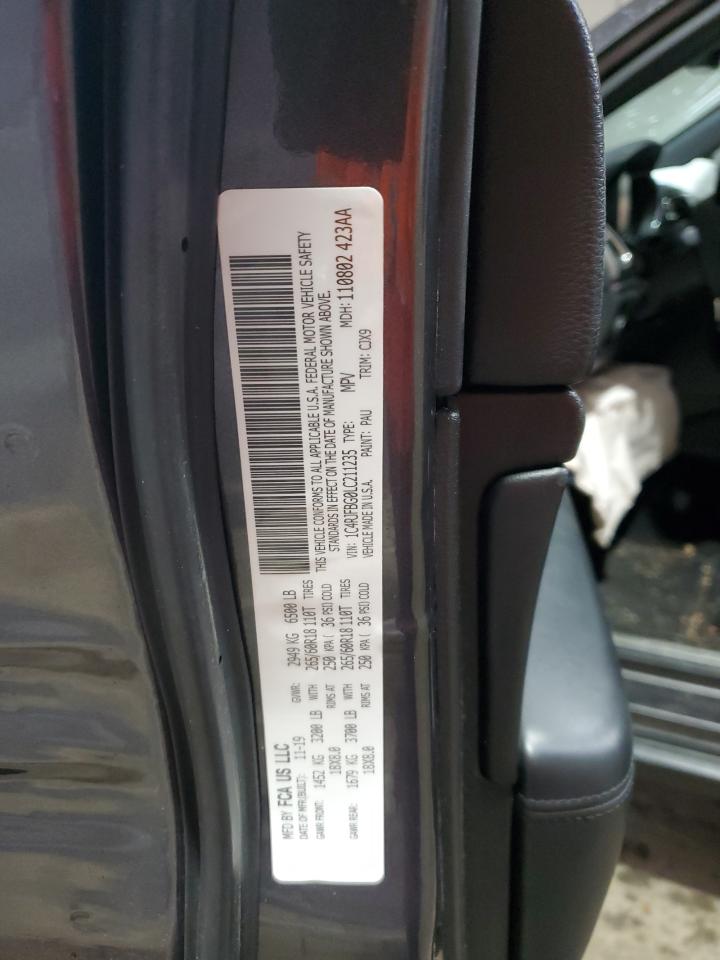 MFD BY FCA US LLC
DATE OF MFR(BUILT): 11-19 GVWR: 2949 KG 6500 LB
GAWR FRONT: 1452 KG 3200 LB WITH 265/60R18 110T TIRES
18X8.0 RIMS AT 250 KPA ( 36 PSI) COLD
GAWR REAR: 1679 KG 3700 LB WITH 265/60R18 110T TIRES
18X8.0 RIMS AT 250 KPA ( 36 PSI) COLD
THIS VEHICLE CONFORMS TO ALL APPLICABLE U.S.A. FEDERAL MOTOR VEHICLE SAFETY
STANDARDS IN EFFECT ON THE DATE OF MANUFACTURE SHOWN ABOVE.
VIN: 1C4RJFBG0LC211235 TYPE: MPV MDH: 110802 423AA
VEHICLE MADE IN U.S.A. PAINT: PAU TRIM: CJX9